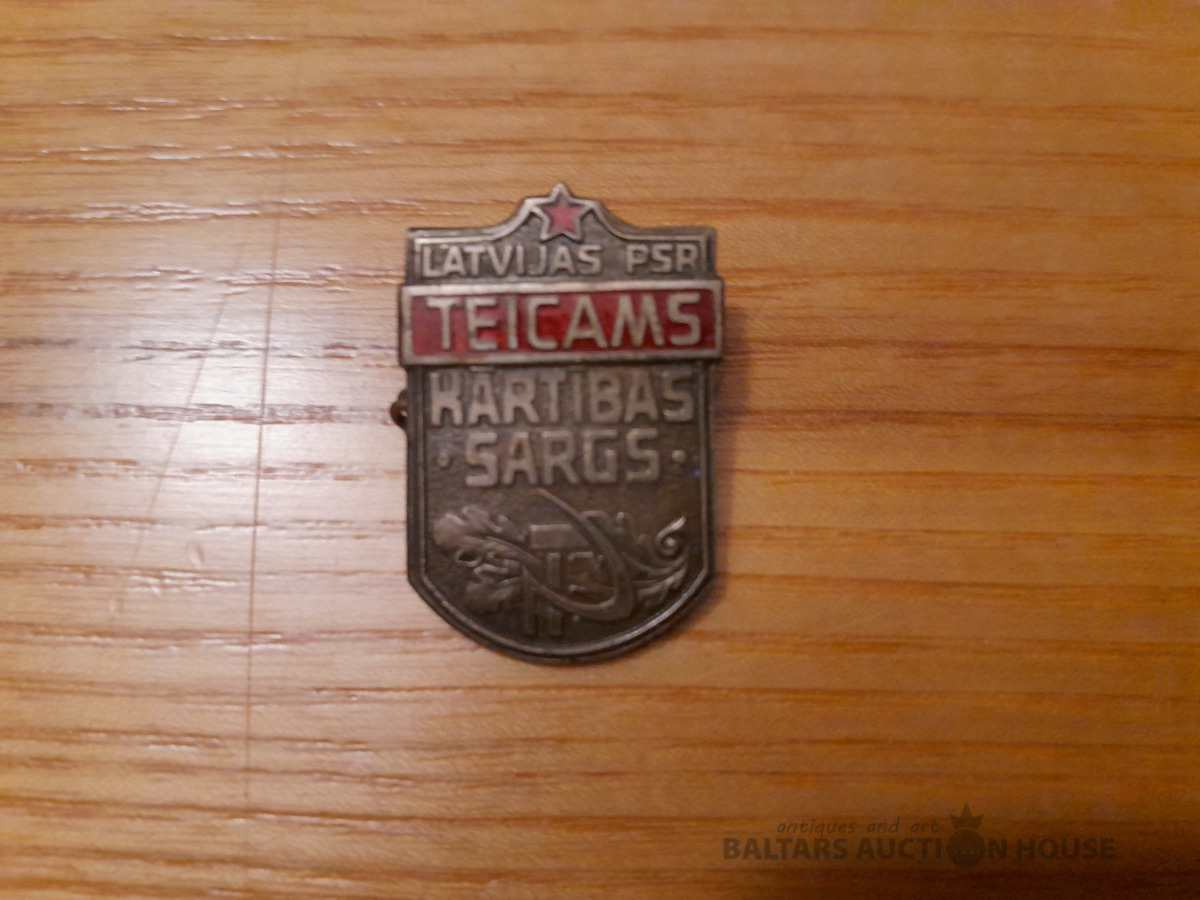 LATVIJAS PSR
TEICAMS
KĀRTĪBAS
SARGS
antiques and art
BALTARS AUCTION HOUSE